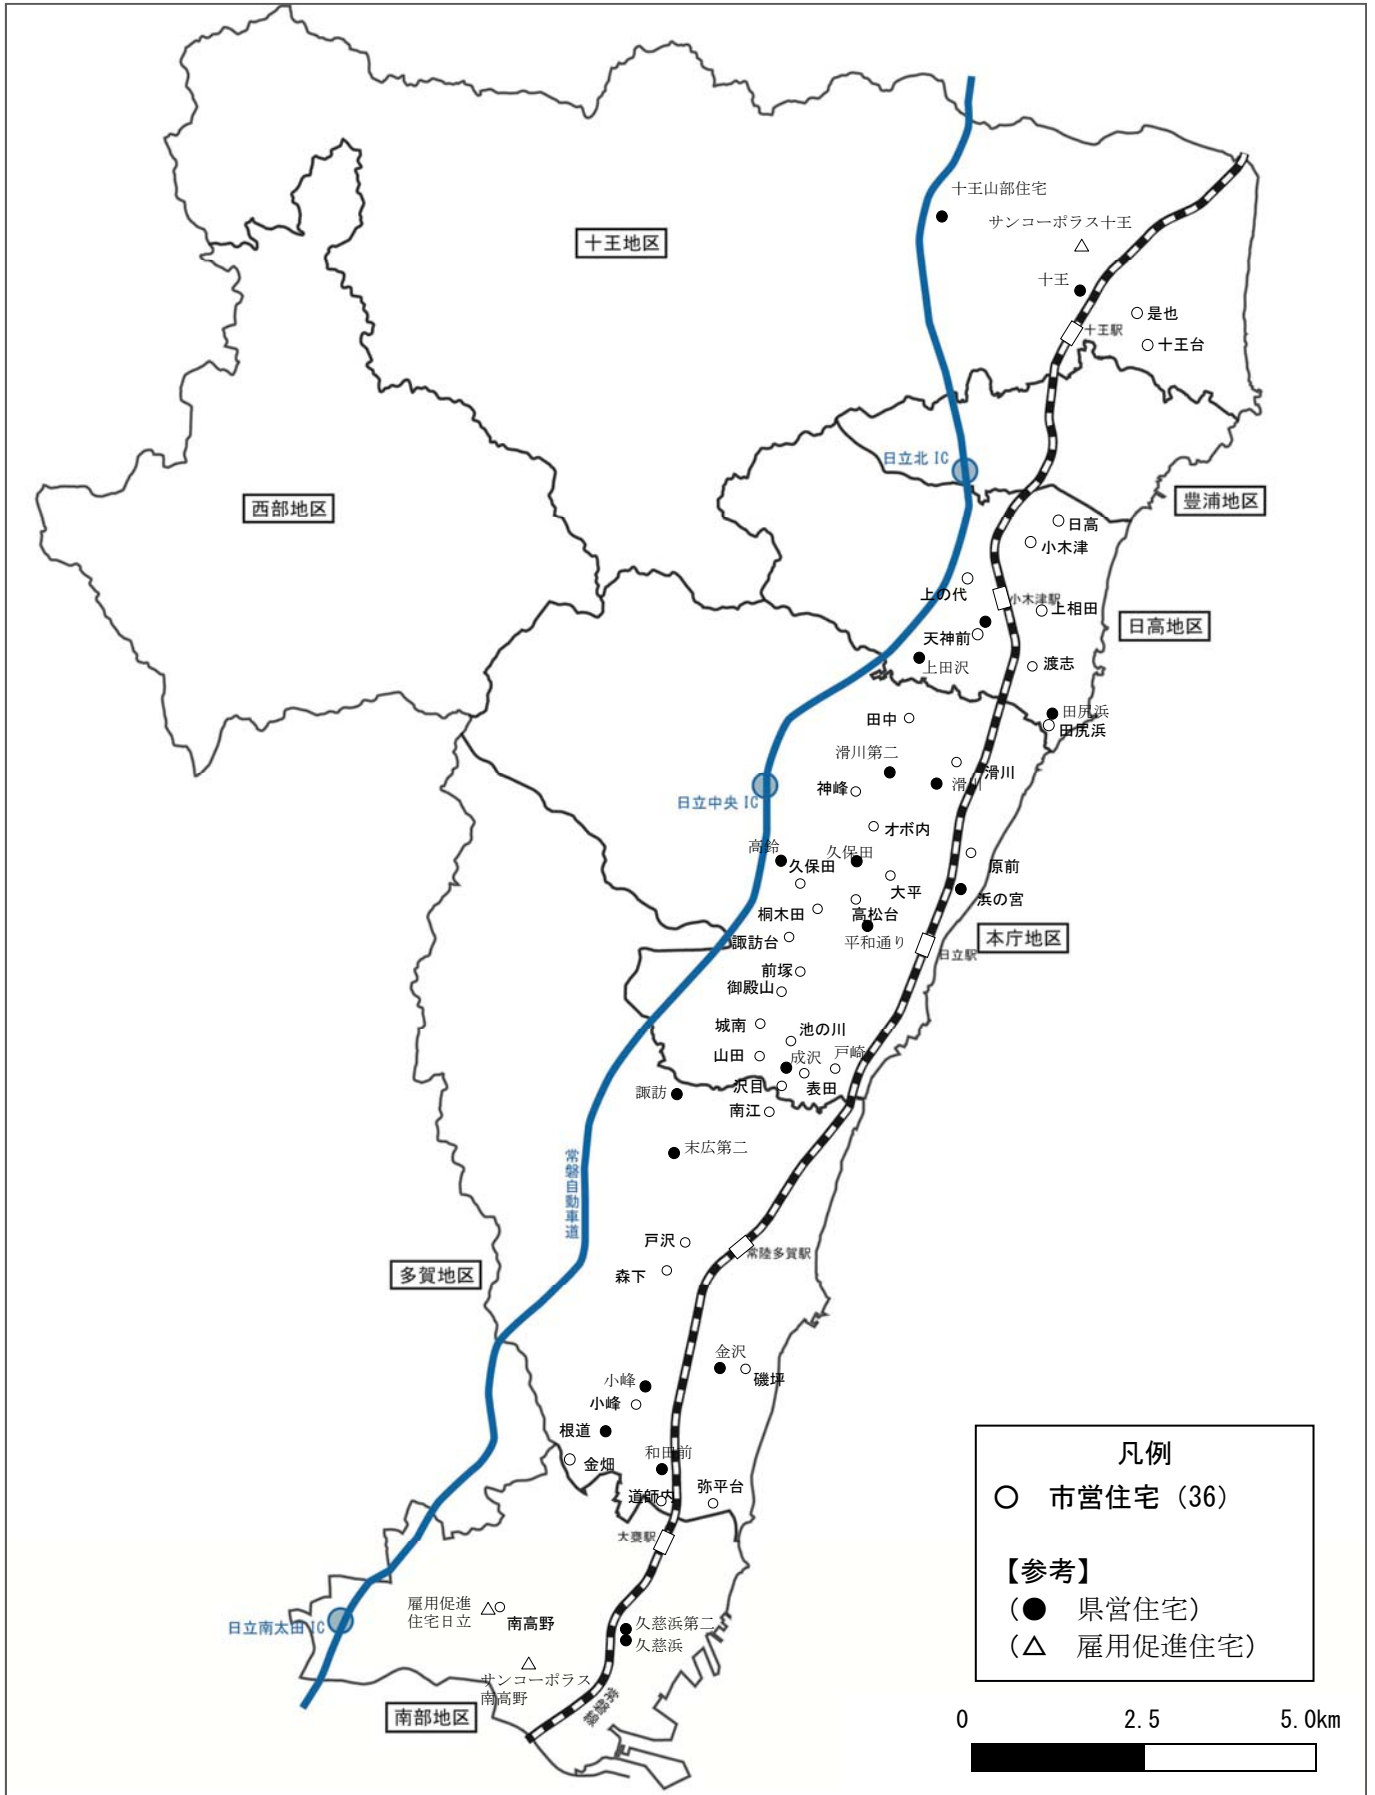 十王山部住宅
サンコーポラス十王
十王地区
十王
是也
十王駅
十王台
日立北 IC
西部地区
豊浦地区
日高
小木津
上の代
小木津駅
上相田
日高地区
天神前
渡志
上田沢
田尻浜
田中
田尻浜
滑川第二
滑川
滑川
神峰
日立中央 IC
オボ内
高鈴
久保田
久保田
原前
大平
浜の宮
桐木田
高松台
諏訪台
平和通り
本庁地区
日立駅
前塚
御殿山
城南
池の川
山田
成沢
戸崎
沢目
表田
諏訪
南江
末広第二
常磐自動車道
戸沢
常陸多賀駅
多賀地区
森下
金沢
磯坪
小峰
小峰
根道
和田前
金畑
弥平台
道師内
大甕駅
雇用促進
住宅日立
南高野
日立南太田 IC
久慈浜第二
久慈浜
サンコーポラス
南高野
常磐線
南部地区
凡例
○ 市営住宅（36）
【参考】
（● 県営住宅）
（△ 雇用促進住宅）
0 2.5 5.0km